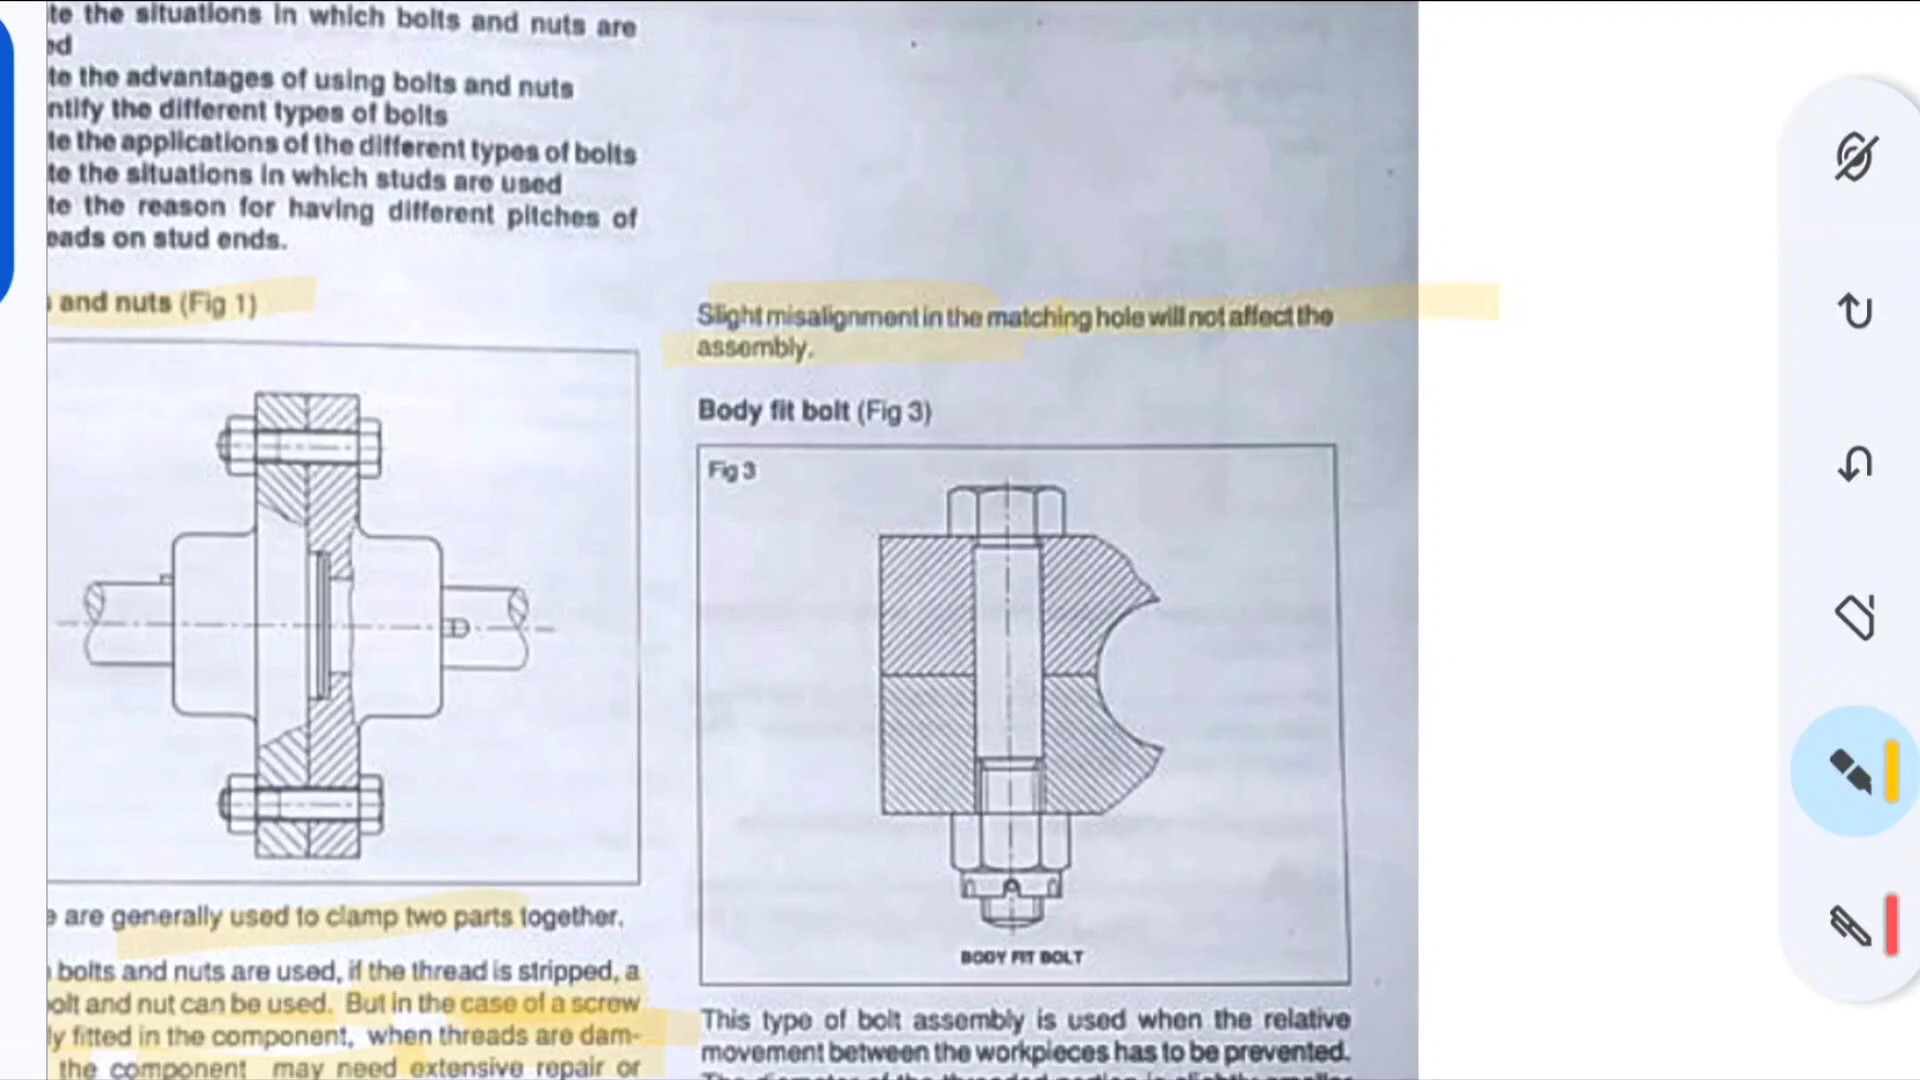 te the situations in which bolts and nuts are
ed
te the advantages of using bolts and nuts
ntify the different types of bolts
te the applications of the different types of bolts
te the situations in which studs are used
te the reason for having different pitches of
eads on stud ends.
and nuts (Fig 1)
e are generally used to clamp two parts together.
bolts and nuts are used, if the thread is stripped, a
olt and nut can be used. But in the case of a screw
ly fitted in the component, when threads are dam-
the component may need extensive repair or
Slight misalignment in the matching hole will not affect the
assembly.
Body fit bolt (Fig 3)
Fig 3
BODY FIT BOLT
This type of bolt assembly is used when the relative
movement between the workpieces has to be prevented.